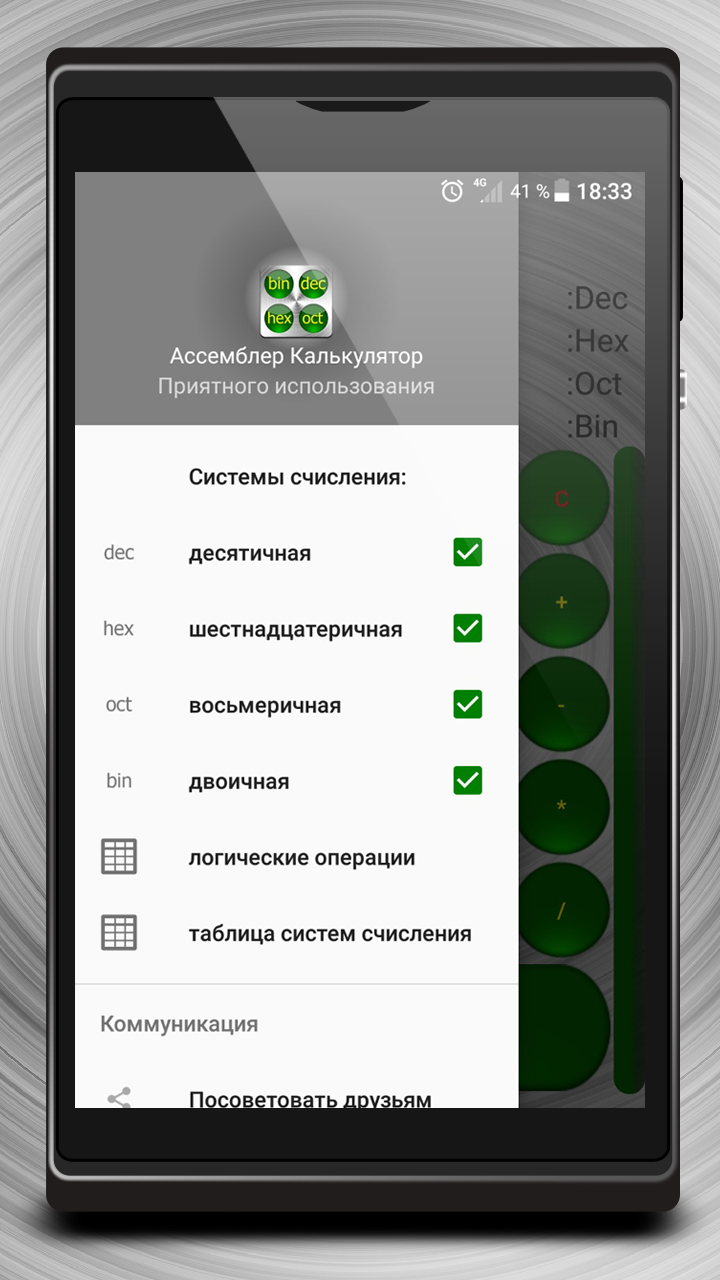 4G 41 % 18:33
bin dec
hex oct
Ассемблер Калькулятор
Приятного использования
:Dec
:Hex
:Oct
:Bin
Системы счисления:
dec десятичная
hex шестнадцатеричная
oct восьмеричная
bin двоичная
логические операции
таблица систем счисления
Коммуникация
Посоветовать друзьям
C
+
-
*
/